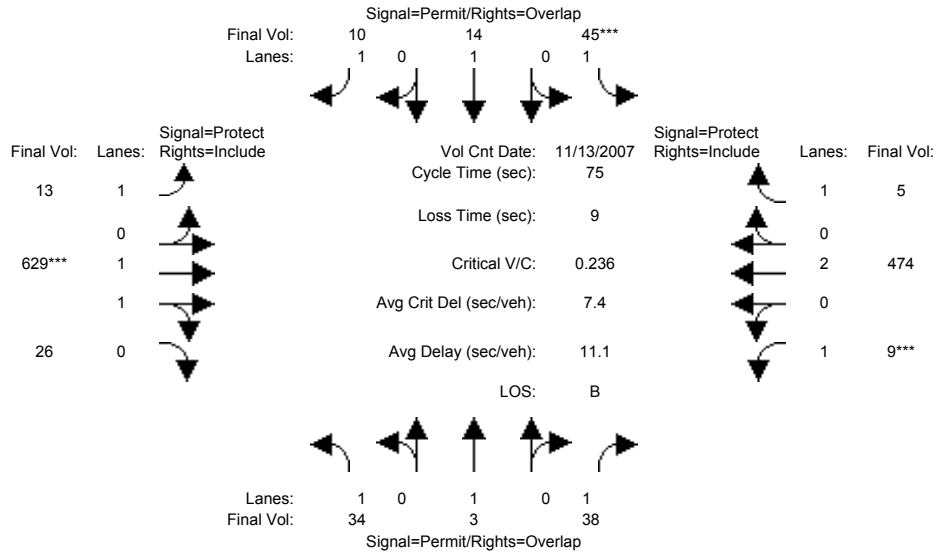 Signal=Permit/Rights=Overlap
Final Vol: 10 14 45***
Lanes: 1 0 1 0 1
Signal=Protect Signal=Protect
Final Vol: Lanes: Rights=Include Vol Cnt Date: 11/13/2007 Rights=Include Lanes: Final Vol:
Cycle Time (sec): 75
13 1 1 5
Loss Time (sec): 9
0 0
629*** 1 Critical V/C: 0.236 2 474
1 Avg Crit Del (sec/veh): 7.4 0
26 0 Avg Delay (sec/veh): 11.1 1 9***
LOS: B
Lanes: 1 0 1 0 1
Final Vol: 34 3 38
Signal=Permit/Rights=Overlap